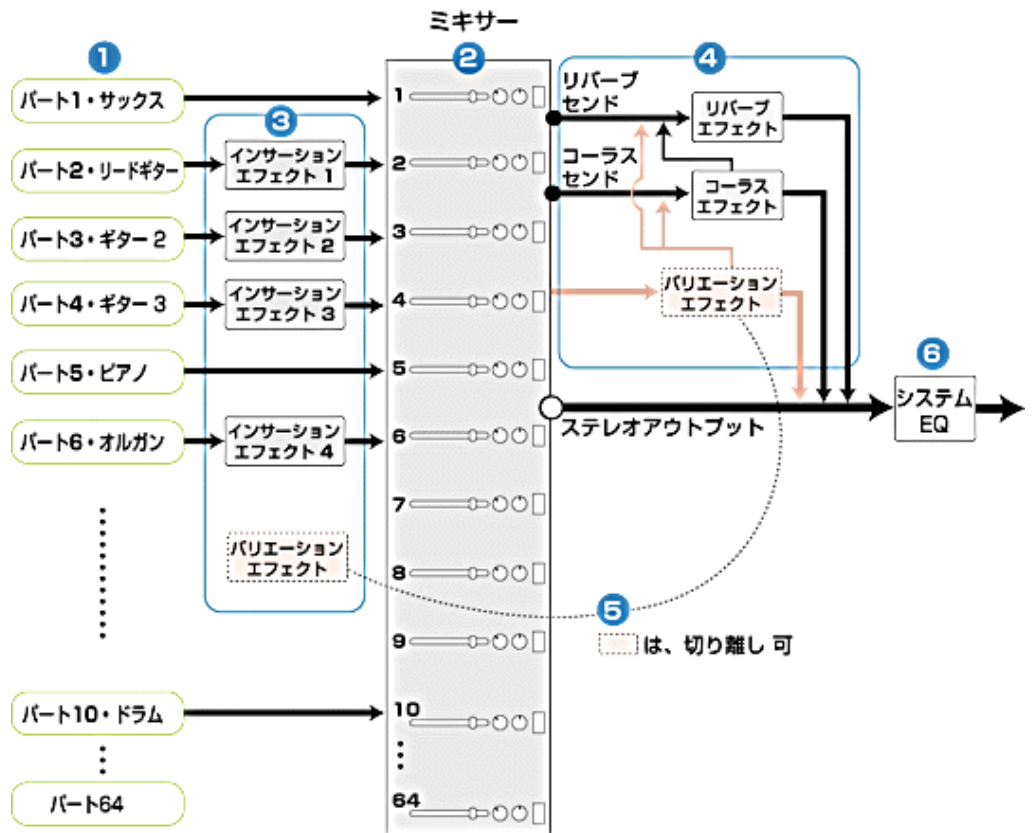 ミキサー
1
2
パート1・サックス
1
3
パート2・リードギター
インサーション
エフェクト 1
2
パート3・ギター 2
インサーション
エフェクト 2
3
パート4・ギター 3
インサーション
エフェクト 3
4
パート5・ピアノ
5
パート6・オルガン
インサーション
エフェクト 4
6
7
バリエーション
エフェクト
8
9
パート10・ドラム
10
パート64
64
4
リバーブ
センド
リバーブ
エフェクト
コーラス
センド
コーラス
エフェクト
バリエーション
エフェクト
ステレオアウトプット
6
システム
EQ
5
は、切り離し 可